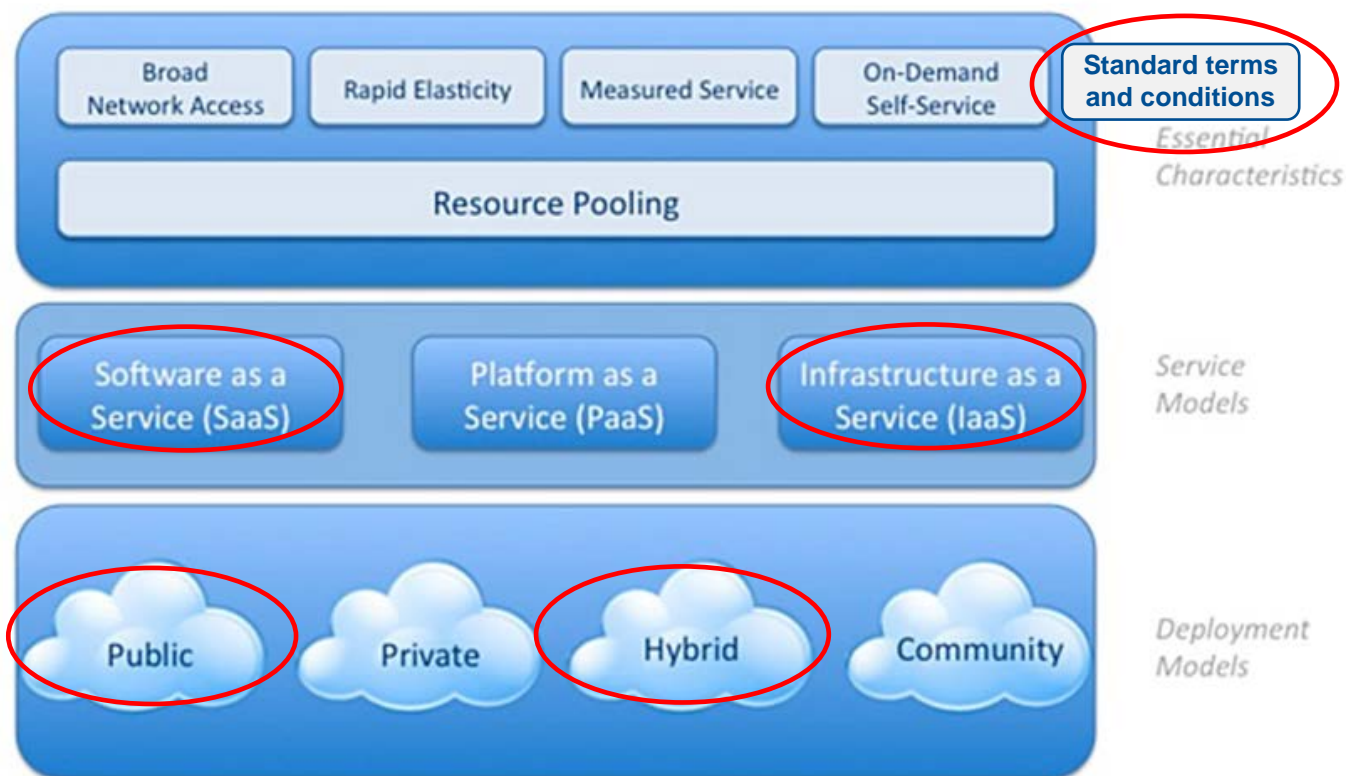 Broad
Network Access
Rapid Elasticity
Measured Service
On-Demand
Self-Service
Standard terms
and conditions
Essential
Characteristics
Resource Pooling
Software as a
Service (SaaS)
Platform as a
Service (PaaS)
Infrastructure as a
Service (IaaS)
Service
Models
Public
Private
Hybrid
Community
Deployment
Models